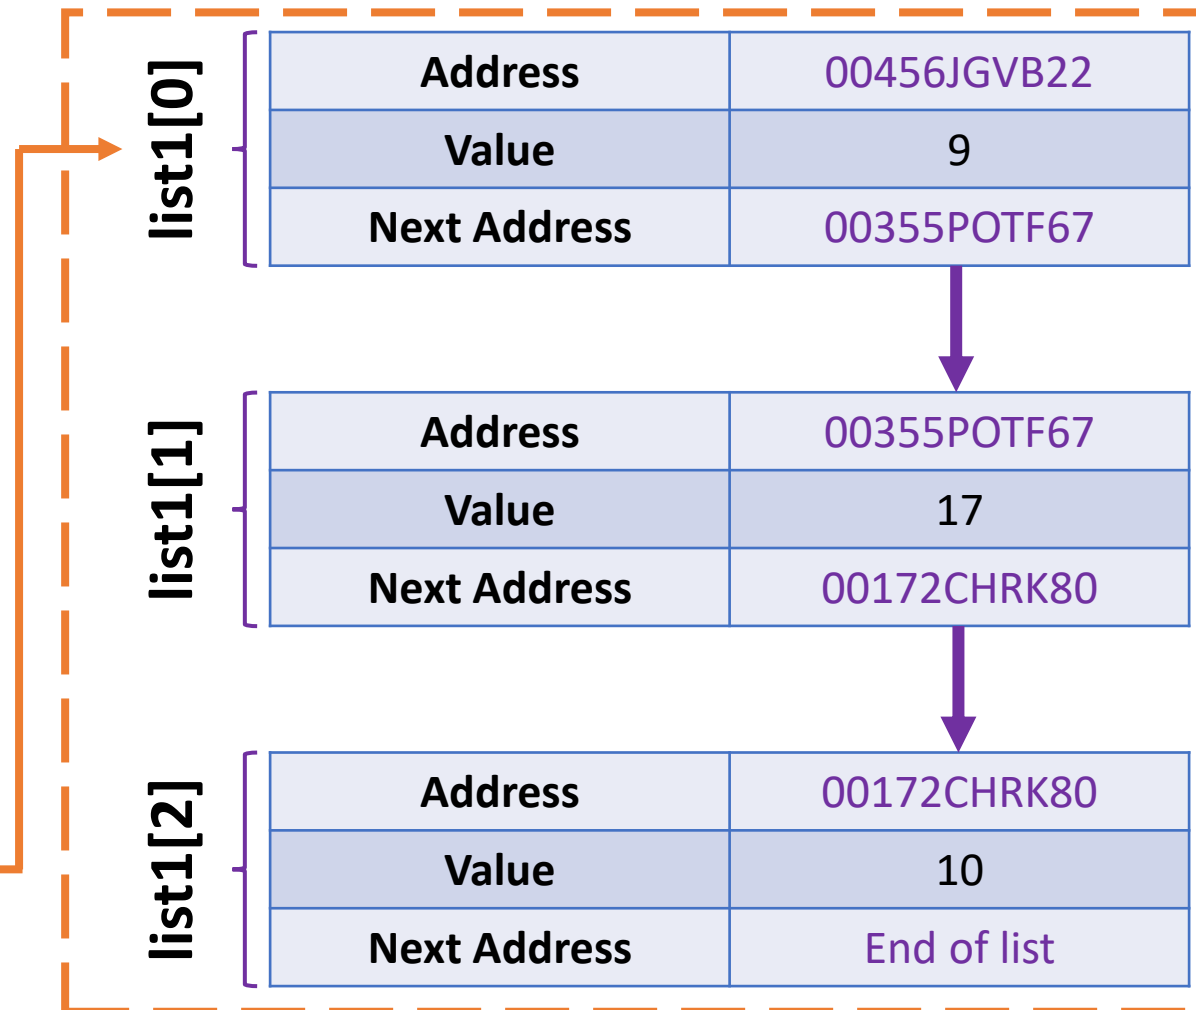 list1[0]
Address 00456JGVB22
Value 9
Next Address 00355POTF67
list1[1]
Address 00355POTF67
Value 17
Next Address 00172CHRK80
list1[2]
Address 00172CHRK80
Value 10
Next Address End of list